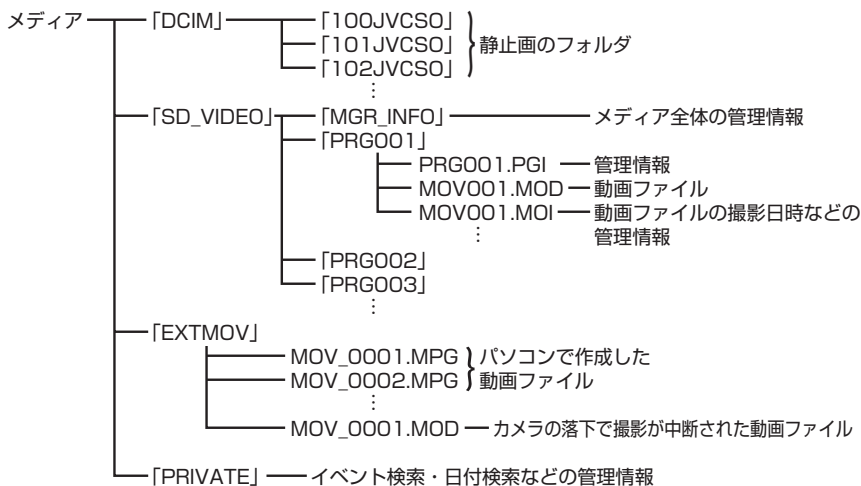 メディア 「DCIM」 「100JVCSO」
「101JVCSO」 静止画のフォルダ
「102JVCSO」
「SD_VIDEO」 「MGR_INFO」 メディア全体の管理情報
「PRG001」
PRG001.PGI 管理情報
MOV001.MOD 動画ファイル
MOV001.MOI 動画ファイルの撮影日時などの
管理情報
「PRG002」
「PRG003」
「EXTMOV」
MOV_0001.MPG パソコンで作成した
MOV_0002.MPG 動画ファイル
MOV_0001.MOD カメラの落下で撮影が中断された動画ファイル
「PRIVATE」 イベント検索・日付検索などの管理情報